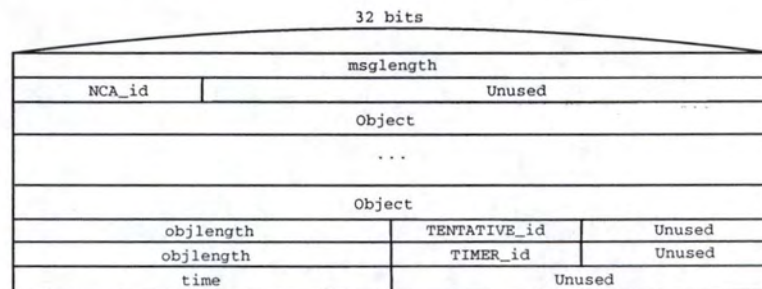 32 bits
msglength
NCA_id Unused
Object
...
Object
objlength TENTATIVE_id Unused
objlength TIMER_id Unused
time Unused